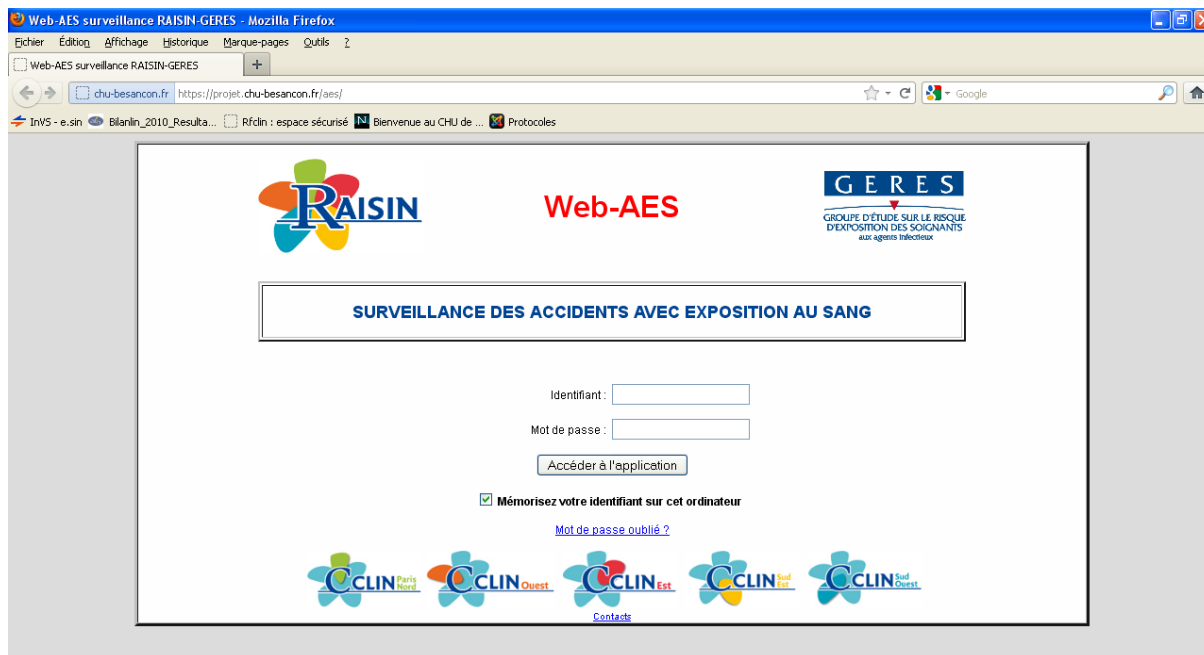 Web-AES surveillance RAISIN-GERES - Mozilla Firefox
Fichier Édition Affichage Historique Marque-pages Outils ?
Web-AES surveillance RAISIN-GERES +
chu-besancon.fr https://projet.chu-besancon.fr/aes/ Google
InVS - e.sin Bilanlin_2010_Resulta... Rfclin : espace sécurisé Bienvenue au CHU de ... Protocoles
RAISIN
Web-AES
GERES
GROUPE D'ÉTUDE SUR LE RISQUE
D'EXPOSITION DES SOIGNANTS
aux agents infectieux
SURVEILLANCE DES ACCIDENTS AVEC EXPOSITION AU SANG
Identifiant :
Mot de passe :
Accéder à l'application
Mémorisez votre identifiant sur cet ordinateur
Mot de passe oublié ?
CCLIN Paris Nord CCLIN Ouest CCLIN Est CCLIN Sud Est CCLIN Sud Ouest
Contacts